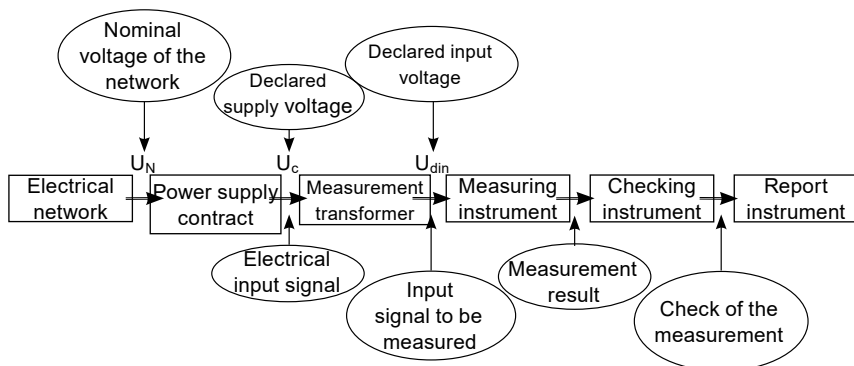 Nominal
voltage of the
network
Declared
supply voltage
Declared input
voltage
U_N
U_c
U_din
Electrical
network
Power supply
contract
Measurement
transformer
Measuring
instrument
Checking
instrument
Report
instrument
Electrical
input signal
Input
signal to be
measured
Measurement
result
Check of the
measurement